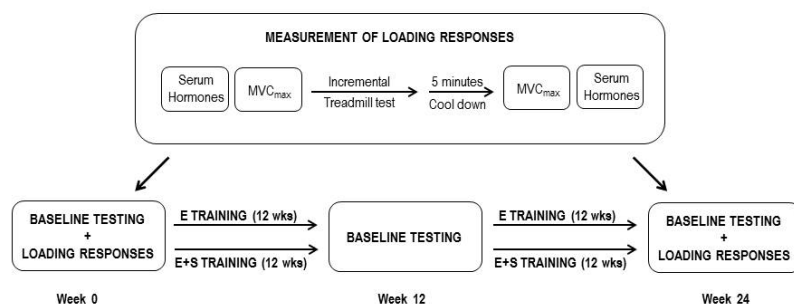 MEASUREMENT OF LOADING RESPONSES
Serum
Hormones
MVCmax
Incremental
Treadmill test
5 minutes
Cool down
MVCmax
Serum
Hormones
BASELINE TESTING
+
LOADING RESPONSES
E TRAINING (12 wks)
E+S TRAINING (12 wks)
BASELINE TESTING
E TRAINING (12 wks)
E+S TRAINING (12 wks)
BASELINE TESTING
+
LOADING RESPONSES
Week 0
Week 12
Week 24